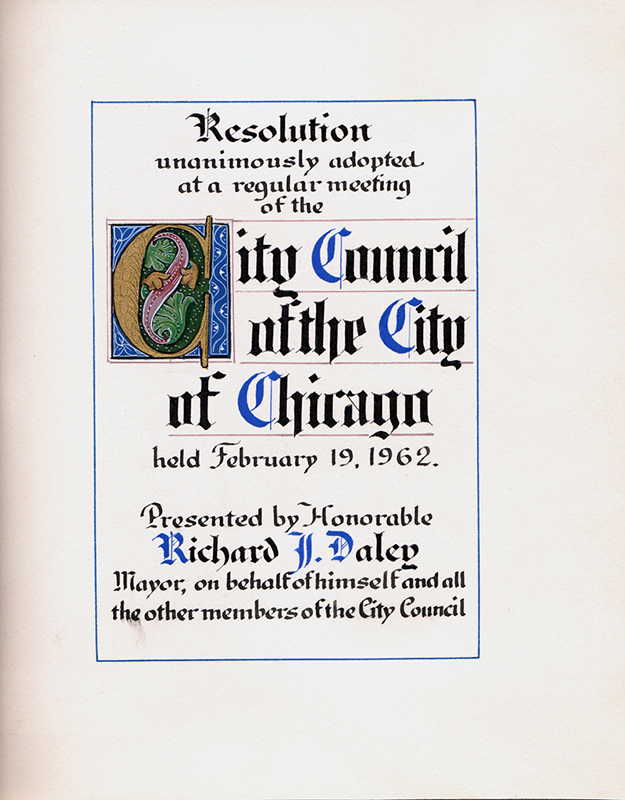 Resolution
unanimously adopted
at a regular meeting
of the
City Council
of the City
of Chicago
held February 19, 1962.
Presented by Honorable
Richard J. Daley
Mayor, on behalf of himself and all
the other members of the City Council